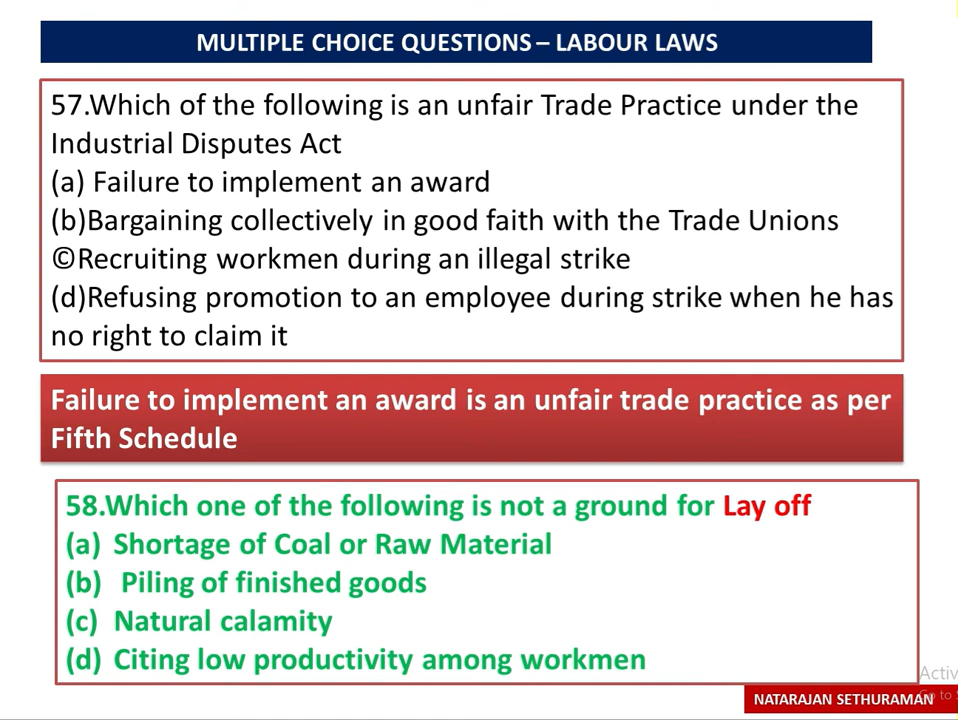 MULTIPLE CHOICE QUESTIONS – LABOUR LAWS
57.Which of the following is an unfair Trade Practice under the
Industrial Disputes Act
(a) Failure to implement an award
(b)Bargaining collectively in good faith with the Trade Unions
©Recruiting workmen during an illegal strike
(d)Refusing promotion to an employee during strike when he has
no right to claim it
Failure to implement an award is an unfair trade practice as per
Fifth Schedule
58.Which one of the following is not a ground for Lay off
(a) Shortage of Coal or Raw Material
(b) Piling of finished goods
(c) Natural calamity
(d) Citing low productivity among workmen
Activ
Go to S
NATARAJAN SETHURAMAN